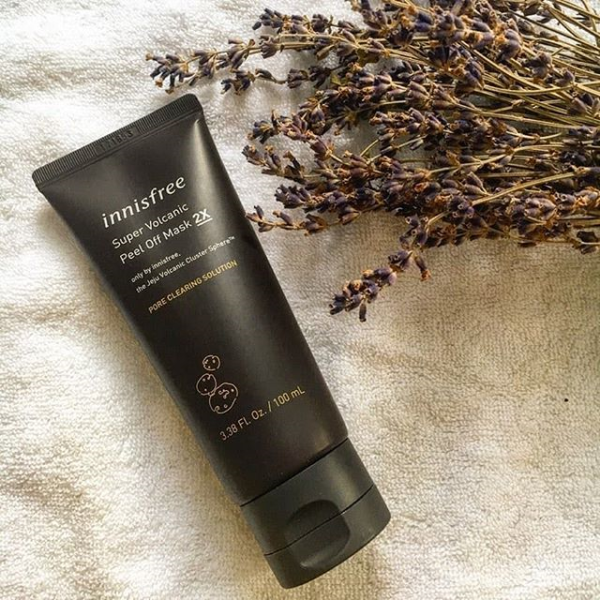 innisfree
Super Volcanic
Peel Off Mask 2X
only by innisfree,
the Jeju Volcanic Cluster Sphere™
PORE CLEARING SOLUTION
3.38 FL. Oz. / 100 mL